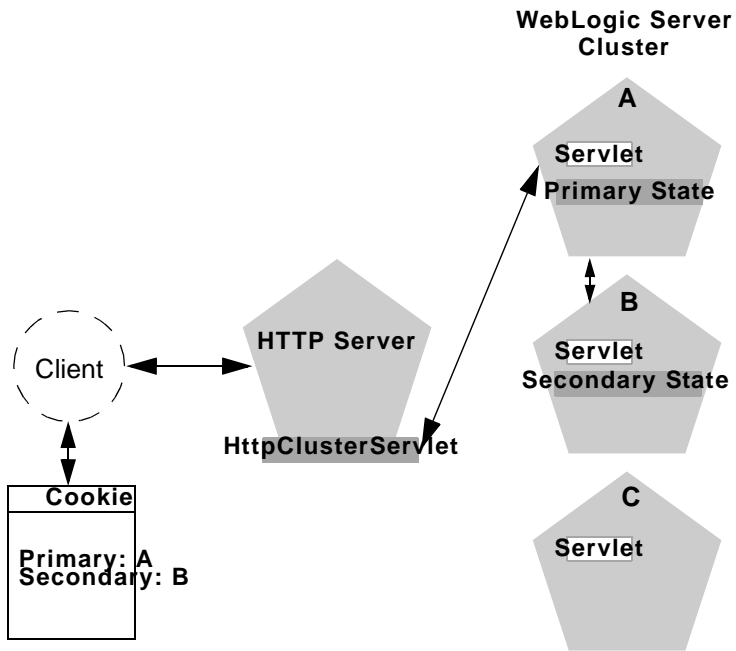 WebLogic Server
Cluster
A
Servlet
Primary State
B
Servlet
Secondary State
C
Servlet
HTTP Server
HttpClusterServlet
Client
Cookie
Primary: A
Secondary: B